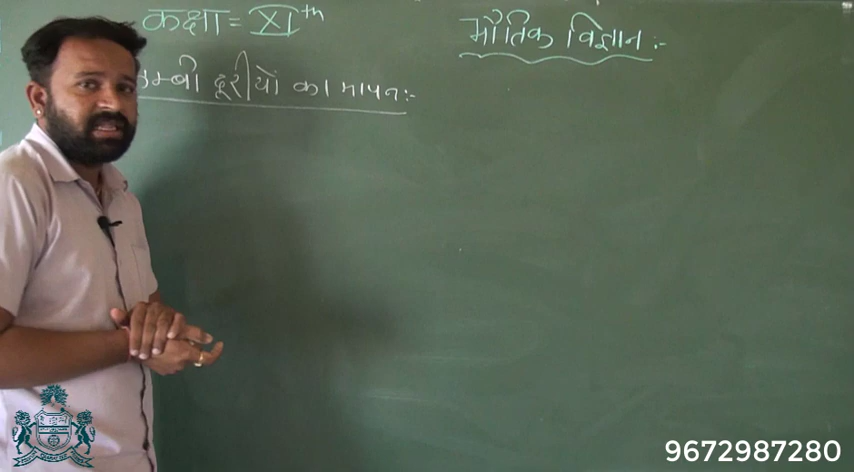 कक्षा = XIth
भौतिक विज्ञान :-
लम्बी दूरीयों का मापन :-
9672987280